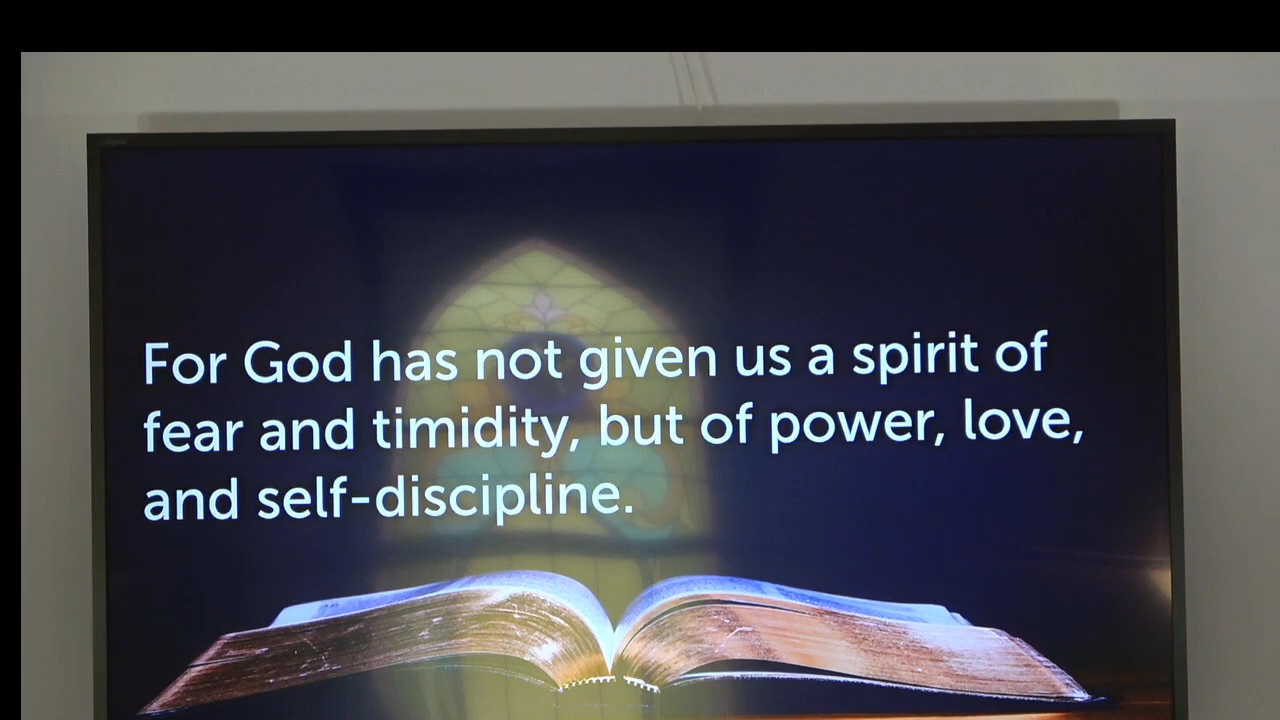 For God has not given us a spirit of
fear and timidity, but of power, love,
and self-discipline.